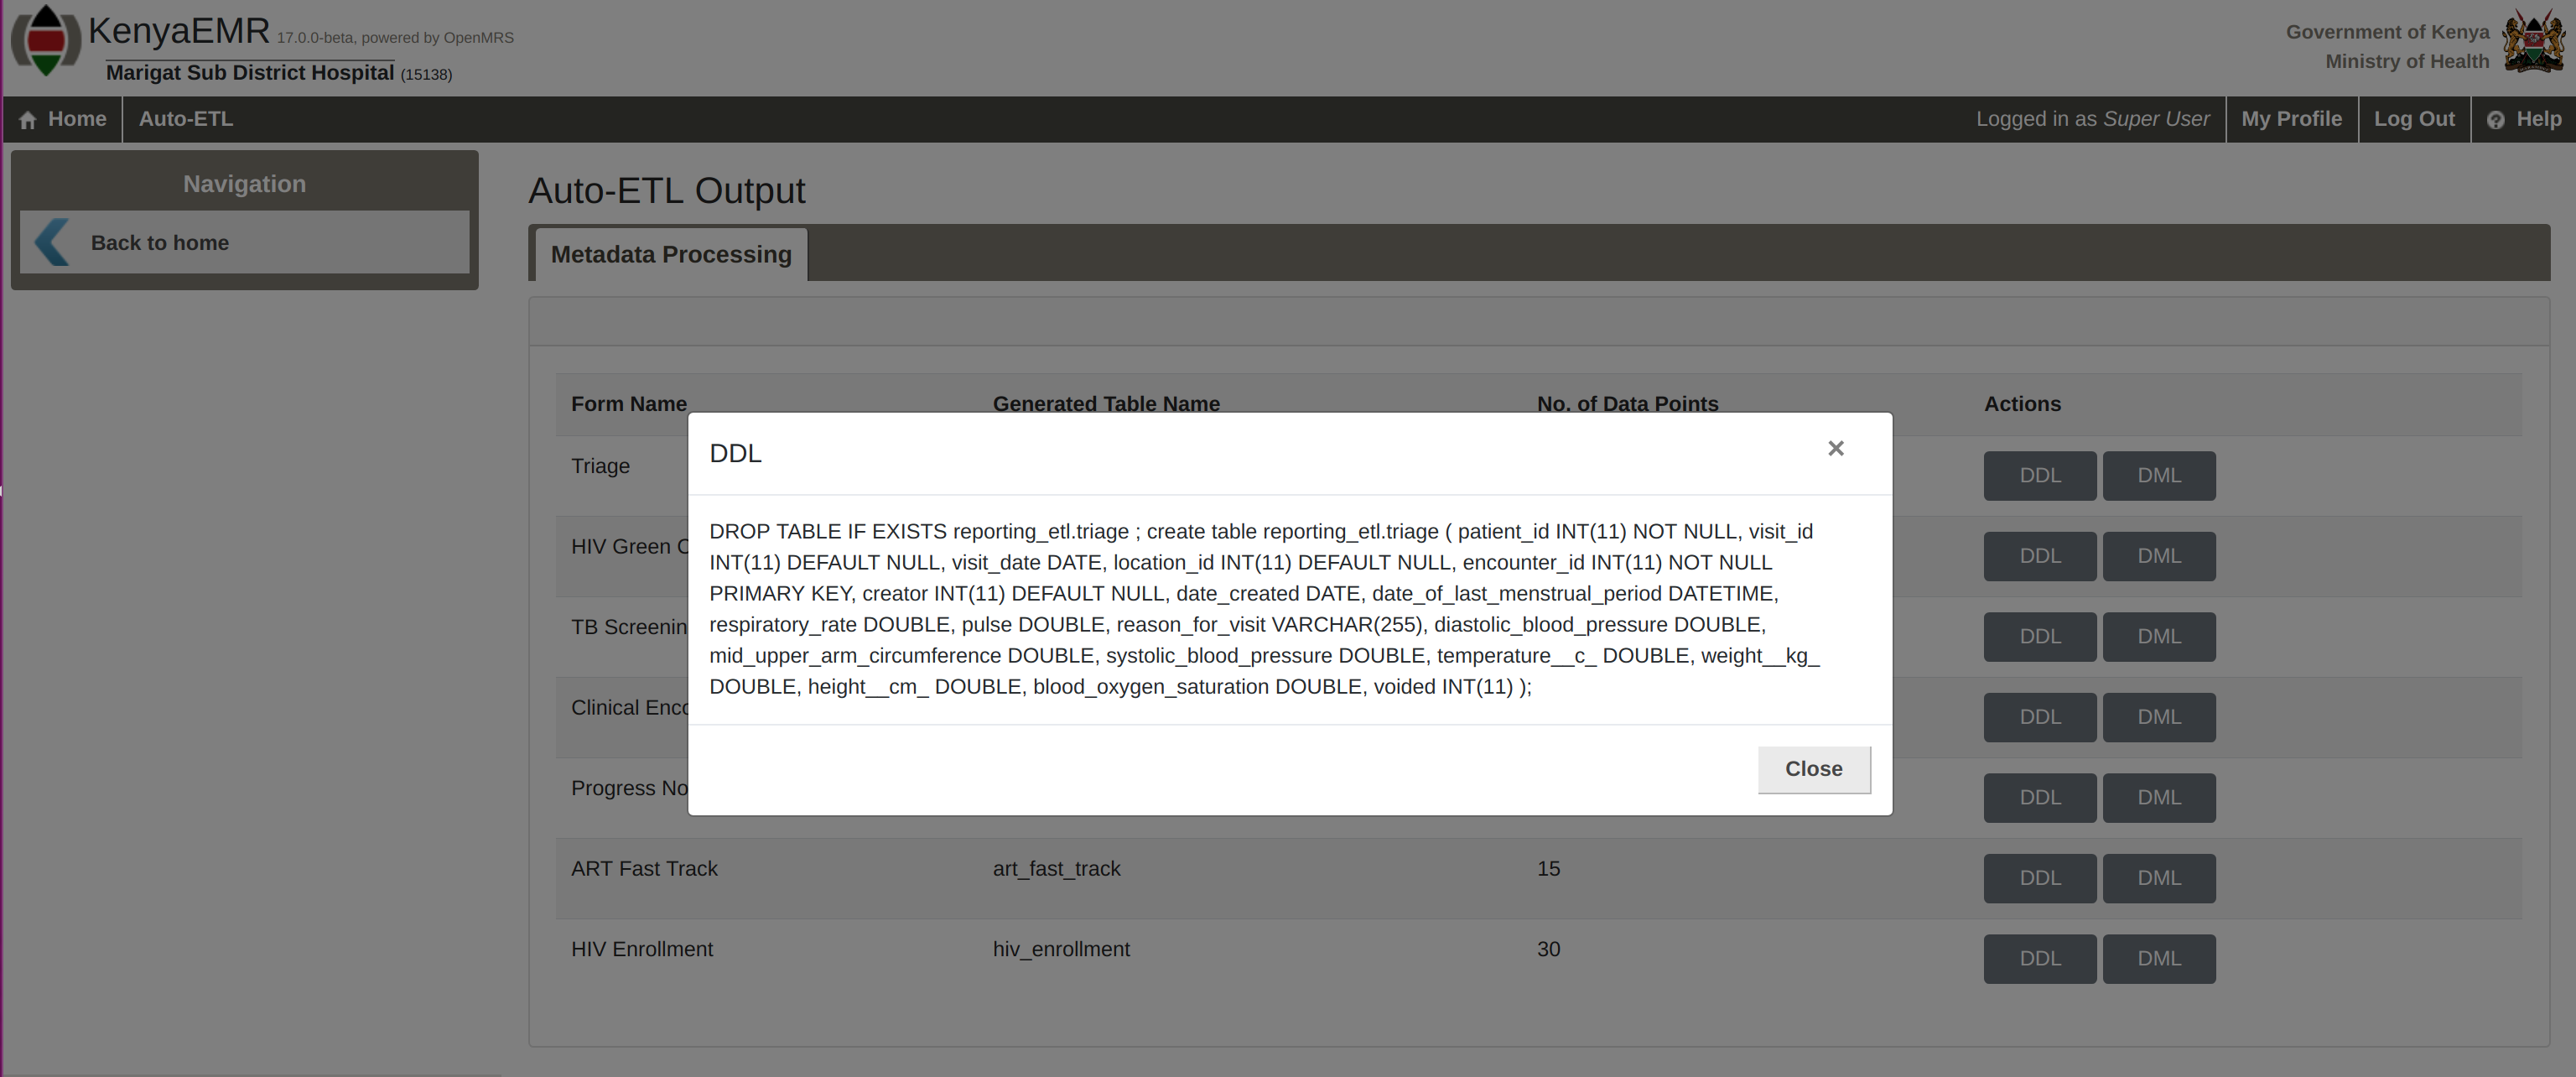 KenyaEMR 17.0.0-beta, powered by OpenMRS
Marigat Sub District Hospital (15138)
Government of Kenya
Ministry of Health
Home
Auto-ETL
Logged in as Super User
My Profile
Log Out
Help
Navigation
Back to home
Auto-ETL Output
Metadata Processing
Form Name Generated Table Name No. of Data Points Actions
Triage DDL DML
HIV Green C DDL DML
TB Screenin DDL DML
Clinical Enco DDL DML
Progress No DDL DML
ART Fast Track art_fast_track 15 DDL DML
HIV Enrollment hiv_enrollment 30 DDL DML
DDL ×
DROP TABLE IF EXISTS reporting_etl.triage ; create table reporting_etl.triage ( patient_id INT(11) NOT NULL, visit_id
INT(11) DEFAULT NULL, visit_date DATE, location_id INT(11) DEFAULT NULL, encounter_id INT(11) NOT NULL
PRIMARY KEY, creator INT(11) DEFAULT NULL, date_created DATE, date_of_last_menstrual_period DATETIME,
respiratory_rate DOUBLE, pulse DOUBLE, reason_for_visit VARCHAR(255), diastolic_blood_pressure DOUBLE,
mid_upper_arm_circumference DOUBLE, systolic_blood_pressure DOUBLE, temperature__c_ DOUBLE, weight__kg_
DOUBLE, height__cm_ DOUBLE, blood_oxygen_saturation DOUBLE, voided INT(11) );
Close